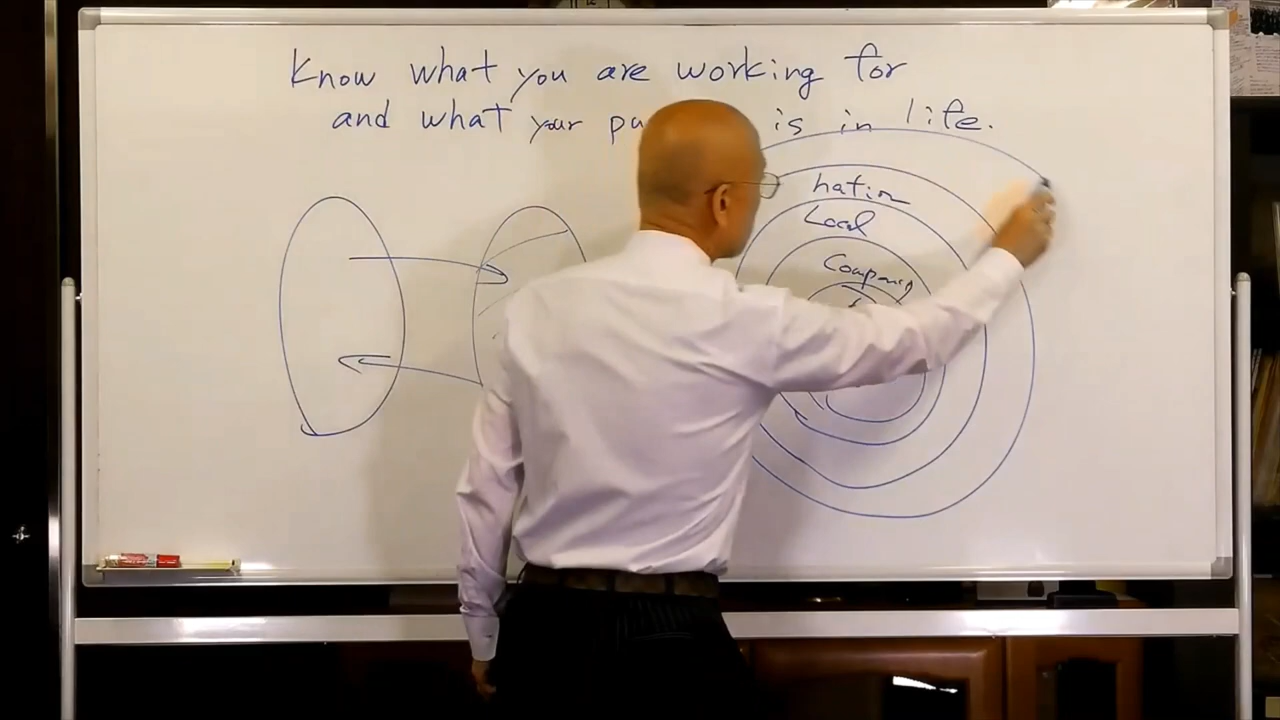 Know what you are working for
and what your pu is in life.
nation
Local
Company